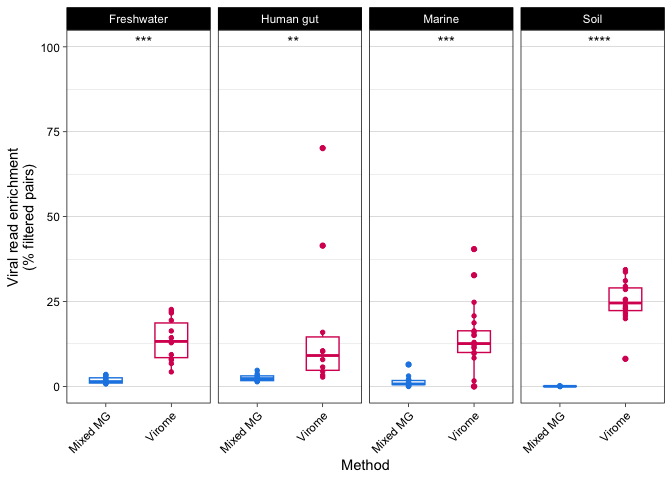 Freshwater Human gut Marine Soil
*** ** *** ****
Viral read enrichment
(% filtered pairs)
100
75
50
25
0
Mixed MG Virome Mixed MG Virome Mixed MG Virome Mixed MG Virome
Method